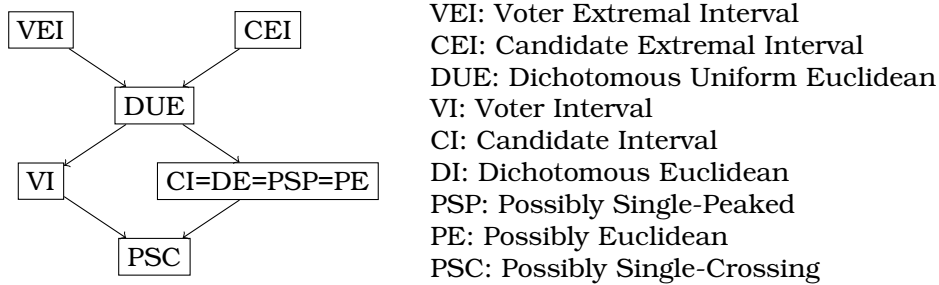 VEI
CEI
DUE
VI
CI=DE=PSP=PE
PSC
VEI: Voter Extremal Interval
CEI: Candidate Extremal Interval
DUE: Dichotomous Uniform Euclidean
VI: Voter Interval
CI: Candidate Interval
DI: Dichotomous Euclidean
PSP: Possibly Single-Peaked
PE: Possibly Euclidean
PSC: Possibly Single-Crossing